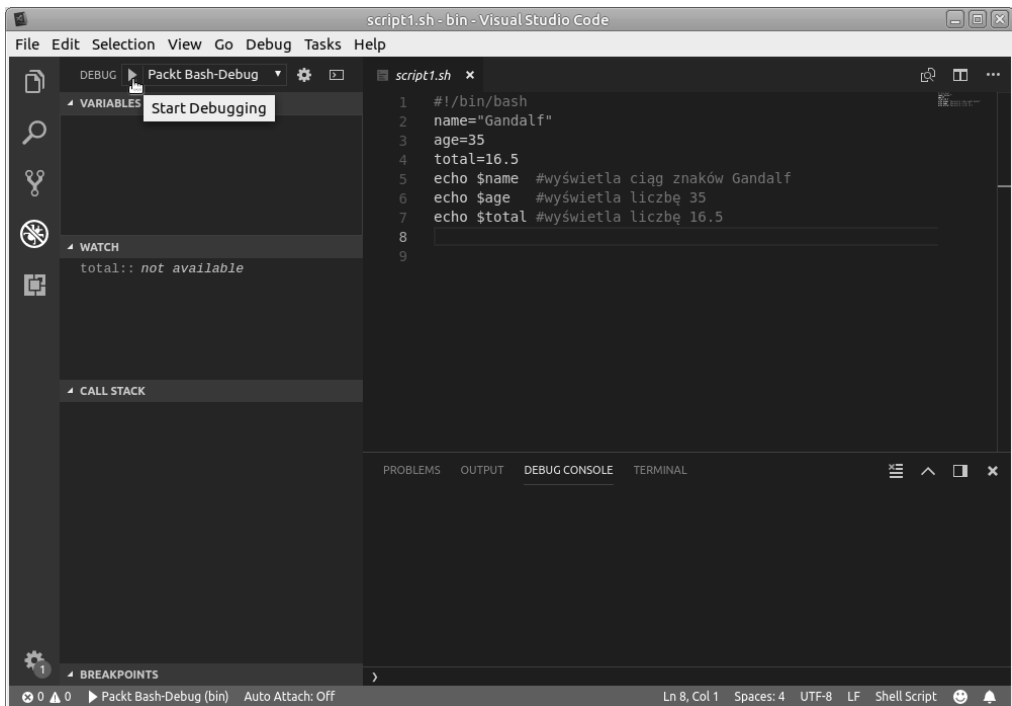 script1.sh - bin - Visual Studio Code
File Edit Selection View Go Debug Tasks Help
DEBUG Packt Bash-Debug
Start Debugging
VARIABLES
WATCH
total:: not available
CALL STACK
BREAKPOINTS
script1.sh
1 #!/bin/bash
2 name="Gandalf"
3 age=35
4 total=16.5
5 echo $name #wyświetla ciąg znaków Gandalf
6 echo $age #wyświetla liczbę 35
7 echo $total #wyświetla liczbę 16.5
8
9
PROBLEMS OUTPUT DEBUG CONSOLE TERMINAL
1
0 0 Packt Bash-Debug (bin) Auto Attach: Off Ln 8, Col 1 Spaces: 4 UTF-8 LF Shell Script